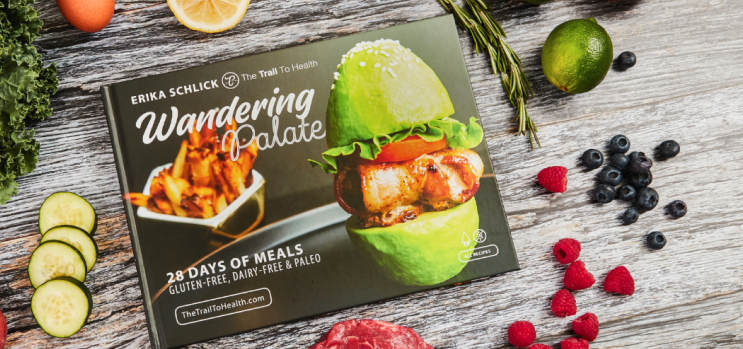 ERIKA SCHLICK The Trail To Health
Wandering
Palate
28 DAYS OF MEALS
GLUTEN-FREE, DAIRY-FREE & PALEO
TheTrailToHealth.com
RECIPES